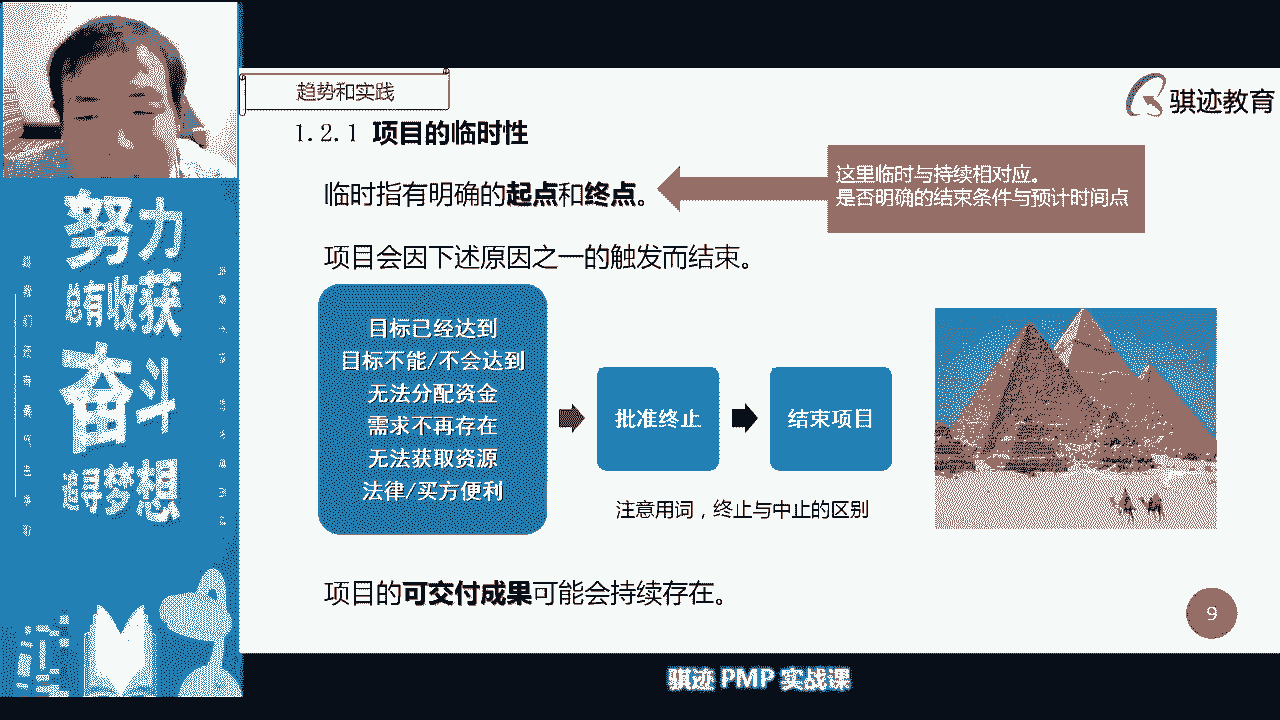 趋势和实践
骐迹教育
1.2.1 项目的临时性
临时指有明确的起点和终点。
这里临时与持续相对应。
是否明确的结束条件与预计时间点
项目会因下述原因之一的触发而结束。
目标已经达到
目标不能/不会达到
无法分配资金
需求不再存在
无法获取资源
法律/买方便利
批准终止
结束项目
注意用词，终止与中止的区别
项目的可交付成果可能会持续存在。
9
努力
总有收获
奋斗
追寻梦想
骐迹 PMP 实战课